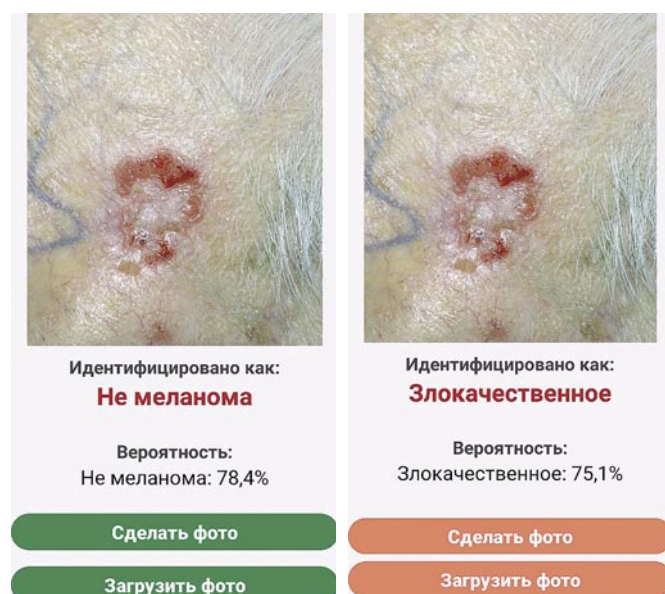 Идентифицировано как:
Не меланома
Вероятность:
Не меланома: 78,4%
Сделать фото
Загрузить фото
Идентифицировано как:
Злокачественное
Вероятность:
Злокачественное: 75,1%
Сделать фото
Загрузить фото